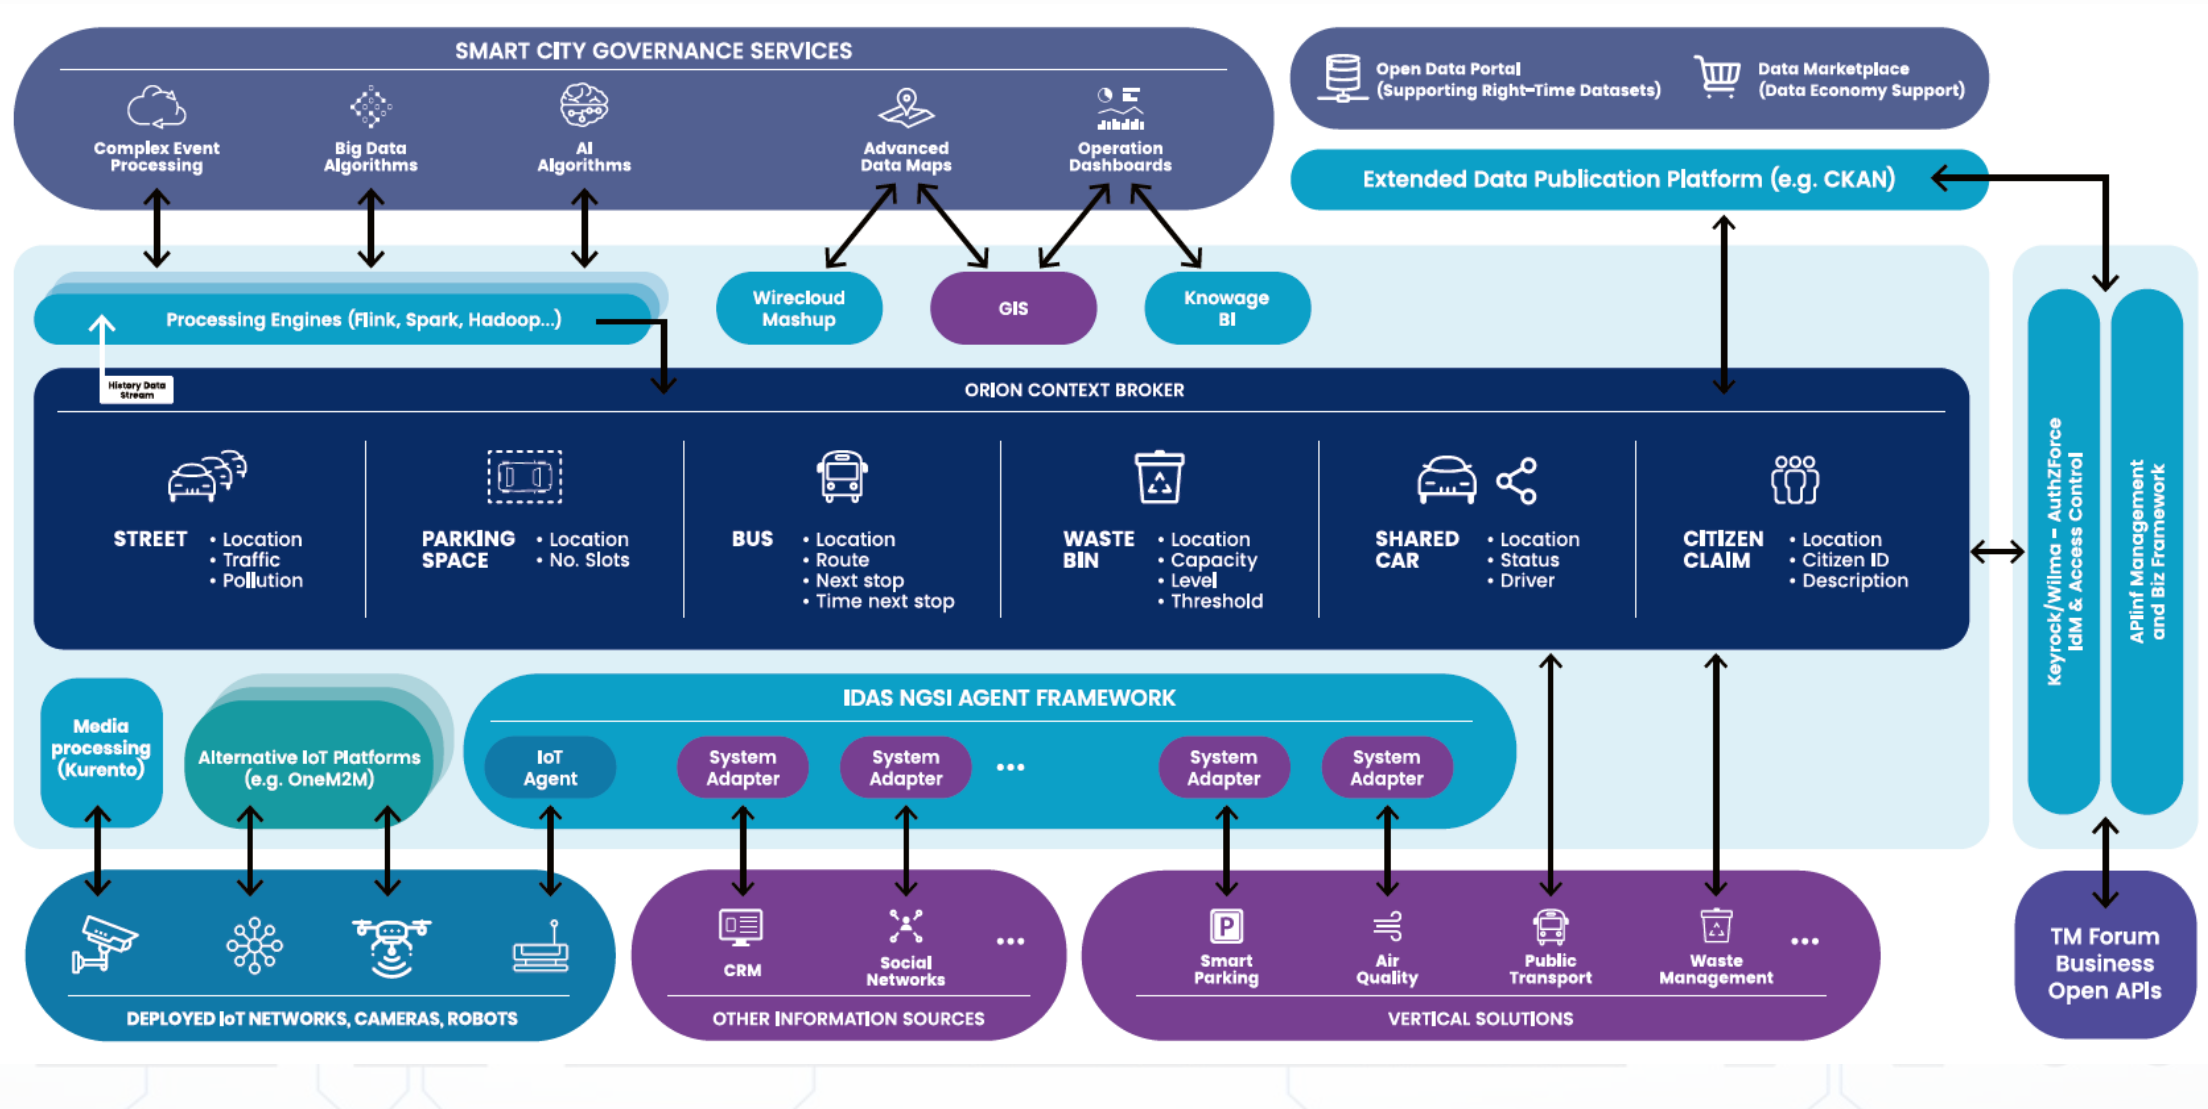 SMART CITY GOVERNANCE SERVICES
Complex Event
Processing
Big Data
Algorithms
AI
Algorithms
Advanced
Data Maps
Operation
Dashboards
Open Data Portal
(Supporting Right-Time Datasets)
Data Marketplace
(Data Economy Support)
Extended Data Publication Platform (e.g. CKAN)
Processing Engines (Flink, Spark, Hadoop...)
Wirecloud
Mashup
GIS
Knowage
BI
History Data
Stream
ORION CONTEXT BROKER
STREET
• Location
• Traffic
• Pollution
PARKING
SPACE
• Location
• No. Slots
BUS
• Location
• Route
• Next stop
• Time next stop
WASTE
BIN
• Location
• Capacity
• Level
• Threshold
SHARED
CAR
• Location
• Status
• Driver
CITIZEN
CLAIM
• Location
• Citizen ID
• Description
Keyrock/Wilma - AuthZForce
IdM & Access Control
APIinf Management
and Biz Framework
Media
processing
(Kurento)
Alternative IoT Platforms
(e.g. OneM2M)
IDAS NGSI AGENT FRAMEWORK
IoT
Agent
System
Adapter
System
Adapter
...
System
Adapter
System
Adapter
DEPLOYED IoT NETWORKS, CAMERAS, ROBOTS
CRM
Social
Networks
...
OTHER INFORMATION SOURCES
P
Smart
Parking
Air
Quality
Public
Transport
Waste
Management
...
VERTICAL SOLUTIONS
TM Forum
Business
Open APIs